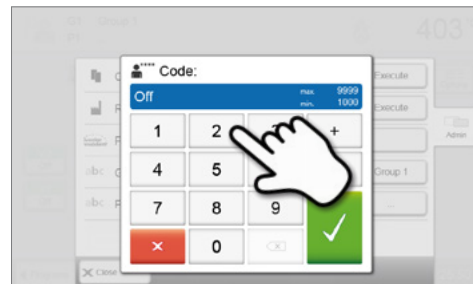 403
Code:
Off
max. 9999
min. 1000
1
2
+
4
5
7
8
9
0
Execute
Execute
Group 1
Admin
Close